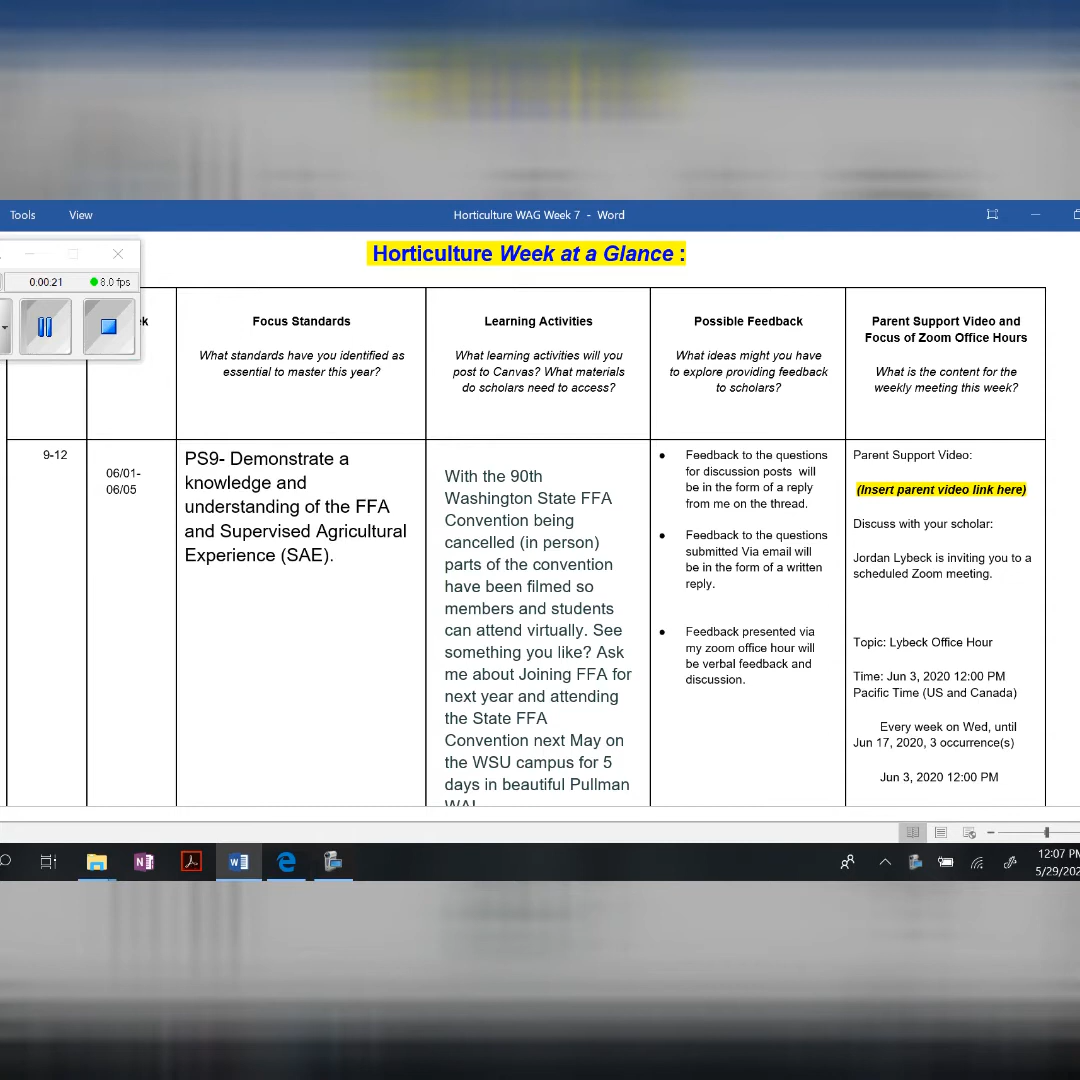 Tools View Horticulture WAG Week 7 - Word
Horticulture Week at a Glance :
0:00:21 8.0 fps
k
Focus Standards
What standards have you identified as
essential to master this year?
Learning Activities
What learning activities will you
post to Canvas? What materials
do scholars need to access?
Possible Feedback
What ideas might you have
to explore providing feedback
to scholars?
Parent Support Video and
Focus of Zoom Office Hours
What is the content for the
weekly meeting this week?
9-12
06/01-
06/05
PS9- Demonstrate a
knowledge and
understanding of the FFA
and Supervised Agricultural
Experience (SAE).
With the 90th
Washington State FFA
Convention being
cancelled (in person)
parts of the convention
have been filmed so
members and students
can attend virtually. See
something you like? Ask
me about Joining FFA for
next year and attending
the State FFA
Convention next May on
the WSU campus for 5
days in beautiful Pullman
• Feedback to the questions
for discussion posts will
be in the form of a reply
from me on the thread.
• Feedback to the questions
submitted Via email will
be in the form of a written
reply.
• Feedback presented via
my zoom office hour will
be verbal feedback and
discussion.
Parent Support Video:
(Insert parent video link here)
Discuss with your scholar:
Jordan Lybeck is inviting you to a
scheduled Zoom meeting.
Topic: Lybeck Office Hour
Time: Jun 3, 2020 12:00 PM
Pacific Time (US and Canada)
Every week on Wed, until
Jun 17, 2020, 3 occurrence(s)
Jun 3, 2020 12:00 PM
12:07 PM
5/29/202